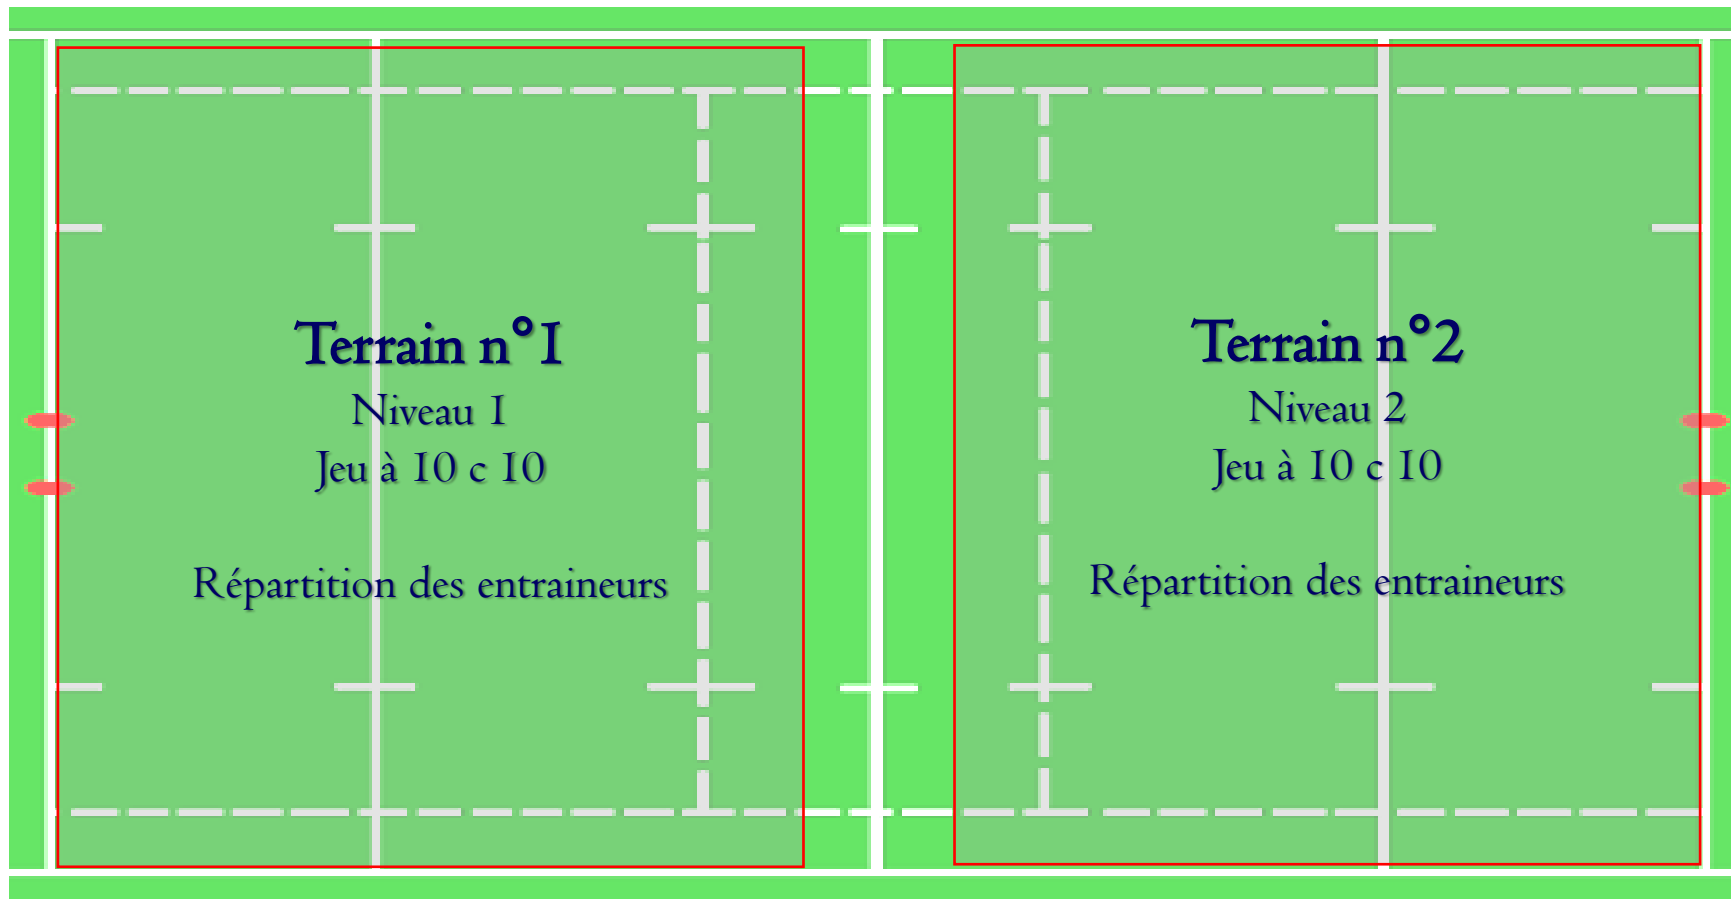 Terrain n°1
Niveau 1
Jeu à 10 c 10
Répartition des entraineurs
Terrain n°2
Niveau 2
Jeu à 10 c 10
Répartition des entraineurs